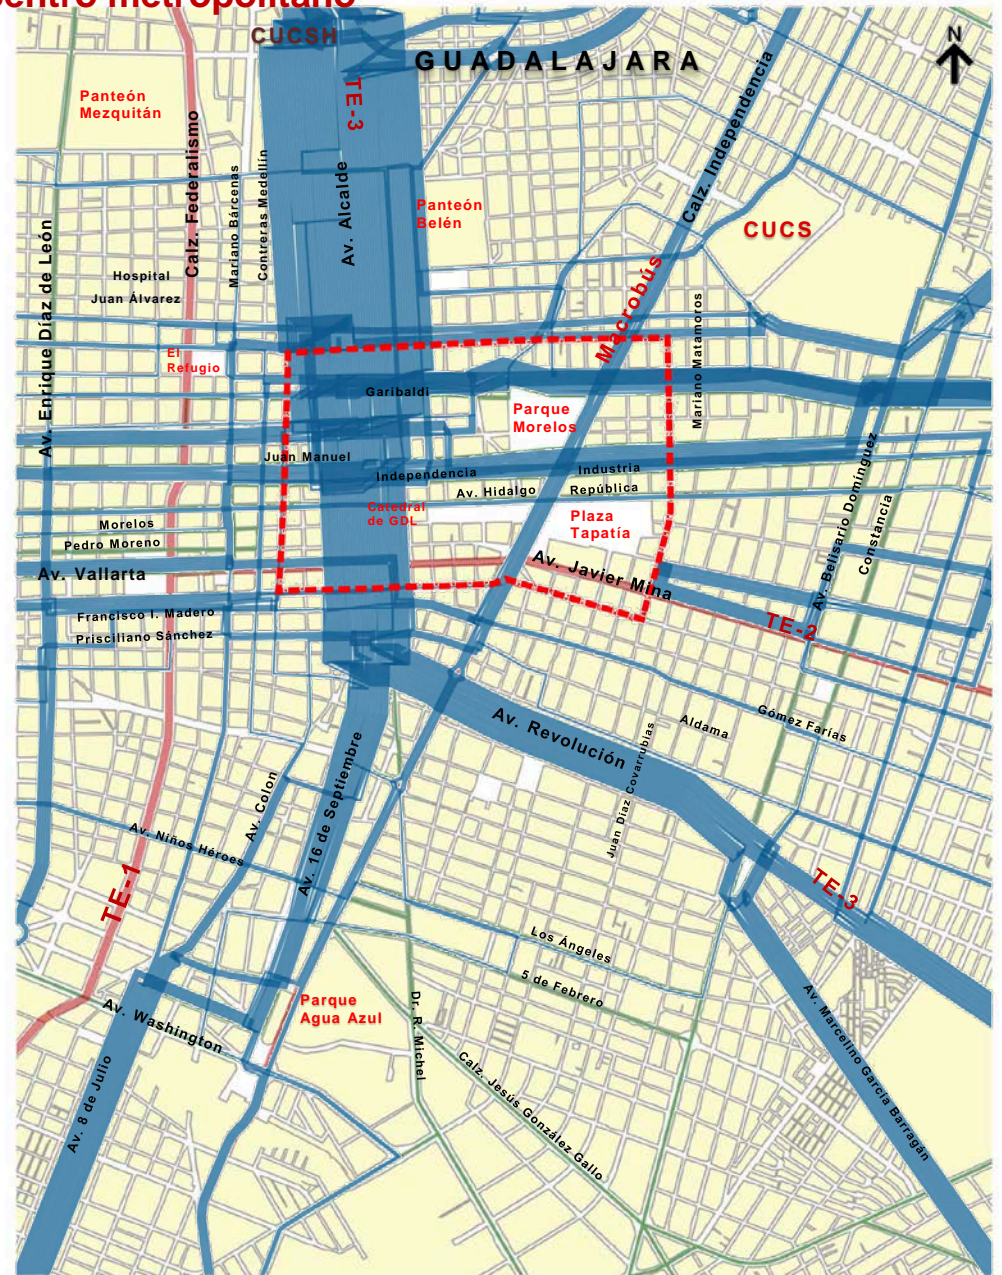 centro metropolitano
CUCSH
GUADALAJARA
N
TE-3
Panteón
Mezquitán
Calz. Federalismo
Mariano Bárcenas
Contreras Medellín
Av. Alcalde
Panteón
Belén
Calz. Independencia
CUCS
Av. Enrique Díaz de León
Hospital
Juan Álvarez
Macrobús
Mariano Matamoros
El
Refugio
Garibaldi
Parque
Morelos
Juan Manuel
Independencia
Industria
Av. Hidalgo
República
Catedral
de GDL
Plaza
Tapatía
Morelos
Pedro Moreno
Av. Vallarta
Av. Javier Mina
Av. Belisario Domínguez
Constancia
Francisco I. Madero
Prisciliano Sánchez
TE-2
Av. Revolución
Aldama
Gómez Farías
Juan Díaz Covarrubias
Av. Colon
Av. 16 de Septiembre
Av. Niños Héroes
TE-1
TE-3
Los Ángeles
5 de Febrero
Parque
Agua Azul
Av. Washington
Dr. R. Michel
Av. Marcelino García Barragán
Calz. Jesús González Gallo
Av. 8 de Julio